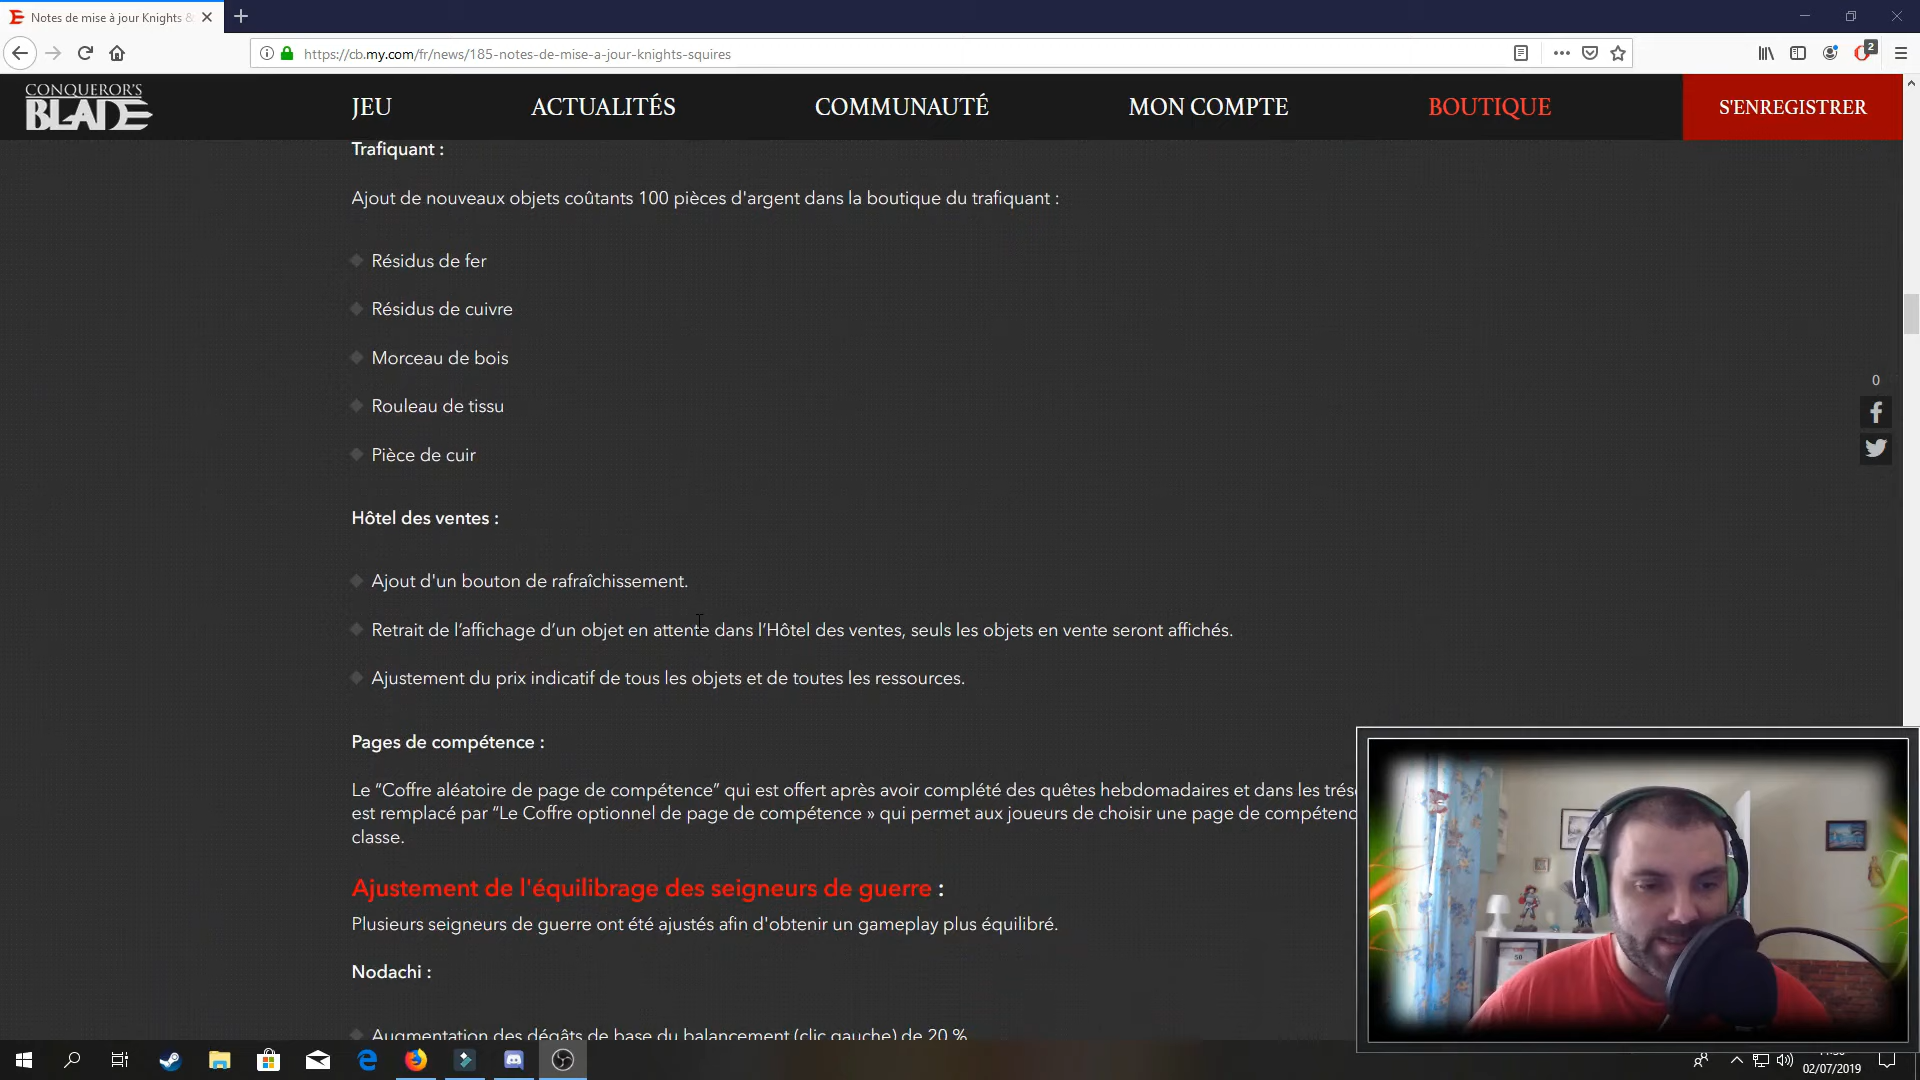 Notes de mise à jour Knights &
https://cb.my.com/fr/news/185-notes-de-mise-a-jour-knights-squires
2
CONQUEROR'S
BLADE
JEU
ACTUALITÉS
COMMUNAUTÉ
MON COMPTE
BOUTIQUE
S'ENREGISTRER
Trafiquant :
Ajout de nouveaux objets coûtants 100 pièces d'argent dans la boutique du trafiquant :
Résidus de fer
Résidus de cuivre
Morceau de bois
Rouleau de tissu
Pièce de cuir
0
Hôtel des ventes :
Ajout d'un bouton de rafraîchissement.
Retrait de l’affichage d’un objet en attente dans l’Hôtel des ventes, seuls les objets en vente seront affichés.
Ajustement du prix indicatif de tous les objets et de toutes les ressources.
Pages de compétence :
Le “Coffre aléatoire de page de compétence” qui est offert après avoir complété des quêtes hebdomadaires et dans les
est remplacé par “Le Coffre optionnel de page de compétence » qui permet aux joueurs de choisir une page de
classe.
Ajustement de l'équilibrage des seigneurs de guerre :
Plusieurs seigneurs de guerre ont été ajustés afin d'obtenir un gameplay plus équilibré.
Nodachi :
Augmentation des dégâts de base du balancement (clic gauche) de 20 %
50
02/07/2019